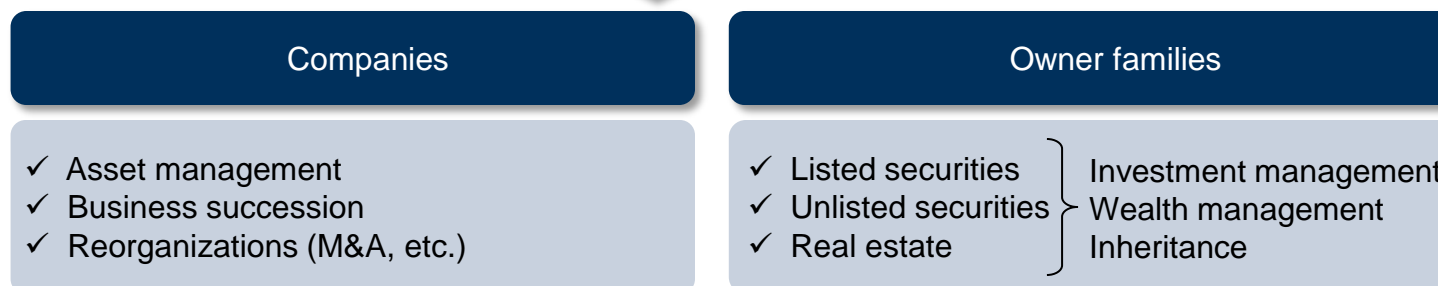 Companies
✓ Asset management
✓ Business succession
✓ Reorganizations (M&A, etc.)
Owner families
✓ Listed securities
✓ Unlisted securities
✓ Real estate
Investment management
Wealth management
Inheritance